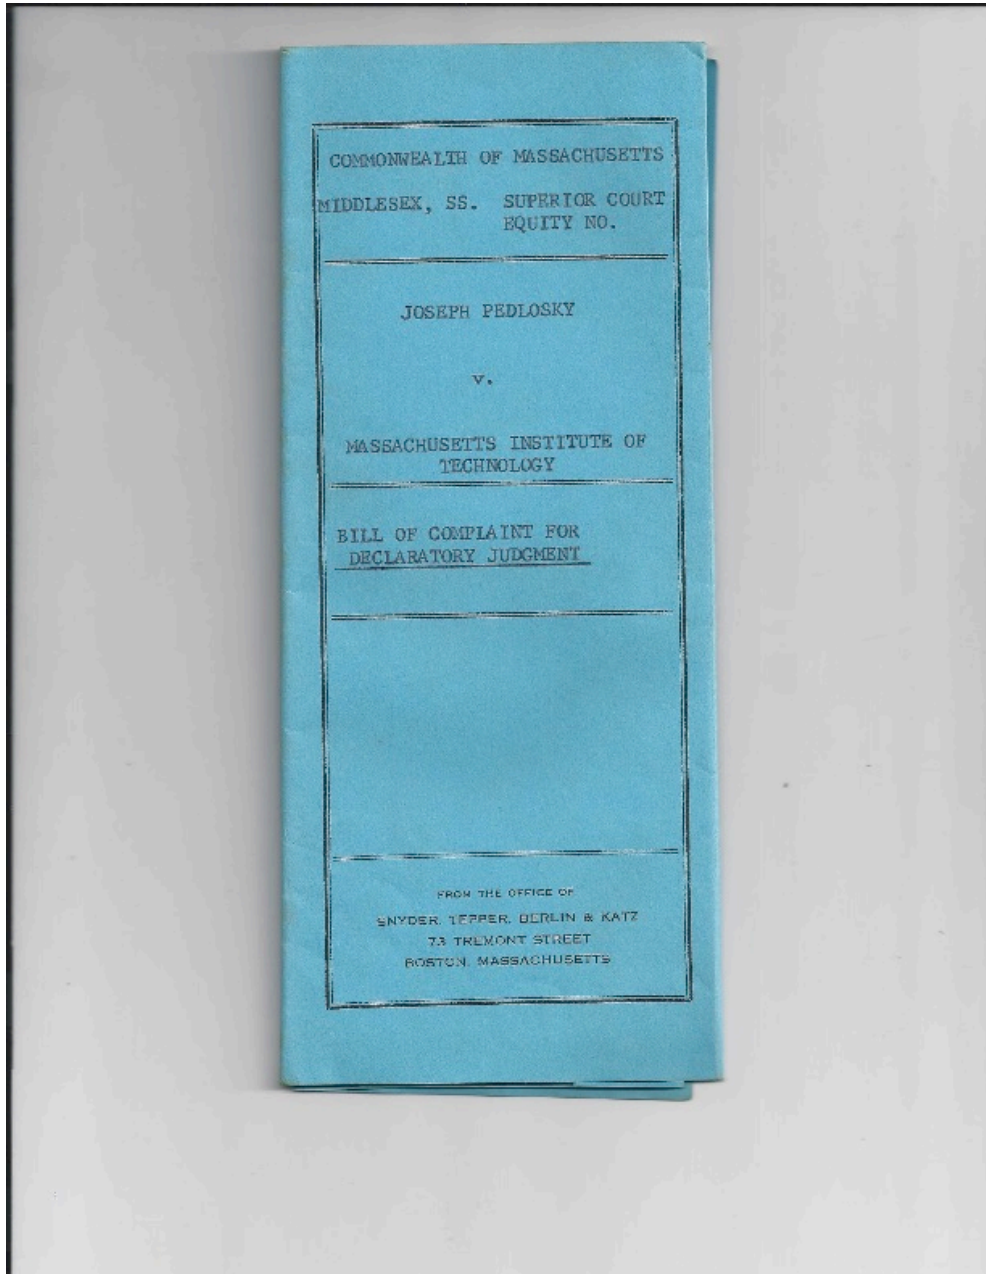 COMMONWEALTH OF MASSACHUSETTS
MIDDLESEX, SS. SUPERIOR COURT
EQUITY NO.
JOSEPH PEDLOSKY
v.
MASSACHUSETTS INSTITUTE OF
TECHNOLOGY
BILL OF COMPLAINT FOR
DECLARATORY JUDGMENT
FROM THE OFFICE OF
SNYDER, TEPPER, BERLIN & KATZ
73 TREMONT STREET
BOSTON, MASSACHUSETTS